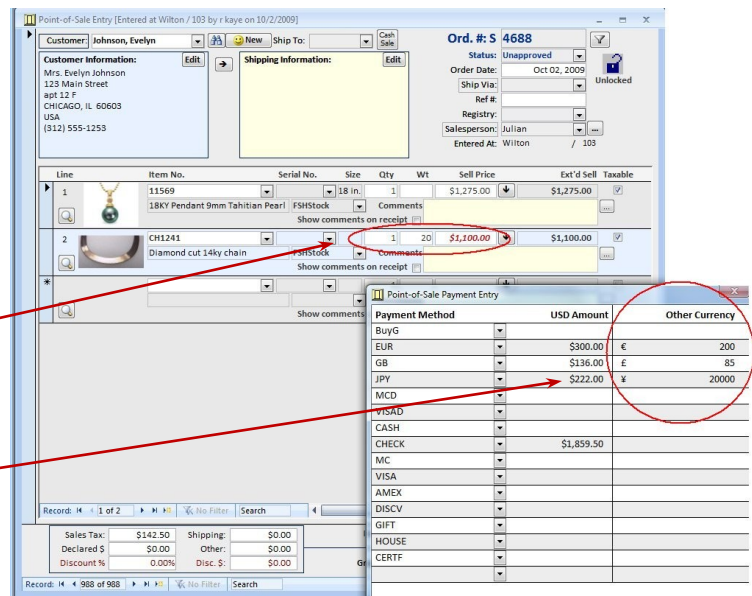 Point-of-Sale Entry [Entered at Wilton / 103 by r kaye on 10/2/2009]
Customer: Johnson, Evelyn New Ship To: Cash Sale Ord. #: S 4688
Customer Information: Edit Shipping Information: Edit
Mrs. Evelyn Johnson
123 Main Street
apt 12 F
CHICAGO, IL 60603
USA
(312) 555-1253
Status: Unapproved
Order Date: Oct 02, 2009
Unlocked
Ship Via:
Ref #:
Registry:
Salesperson: Julian ...
Entered At: Wilton / 103
Line Item No. Serial No. Size Qty Wt Sell Price Ext'd Sell Taxable
1 11569 18 in. 1 $1,275.00 $1,275.00
18KY Pendant 9mm Tahitian Pearl FSHStock Comments ...
Show comments on receipt
2 CH1241 1 20 $1,100.00 $1,100.00
Diamond cut 14ky chain FSHStock Comments ...
Show comments on receipt
*
Show comments
Record: 1 of 2 No Filter Search
Sales Tax: $142.50 Shipping: $0.00
Declared $ $0.00 Other: $0.00
Discount % 0.00% Disc. $: $0.00
Record: 988 of 988 No Filter Search
Point-of-Sale Payment Entry
Payment Method USD Amount Other Currency
BuyG
EUR $300.00 € 200
GB $136.00 £ 85
JPY $222.00 ¥ 20000
MCD
VISAD
CASH
CHECK $1,859.50
MC
VISA
AMEX
DISCV
GIFT
HOUSE
CERTF